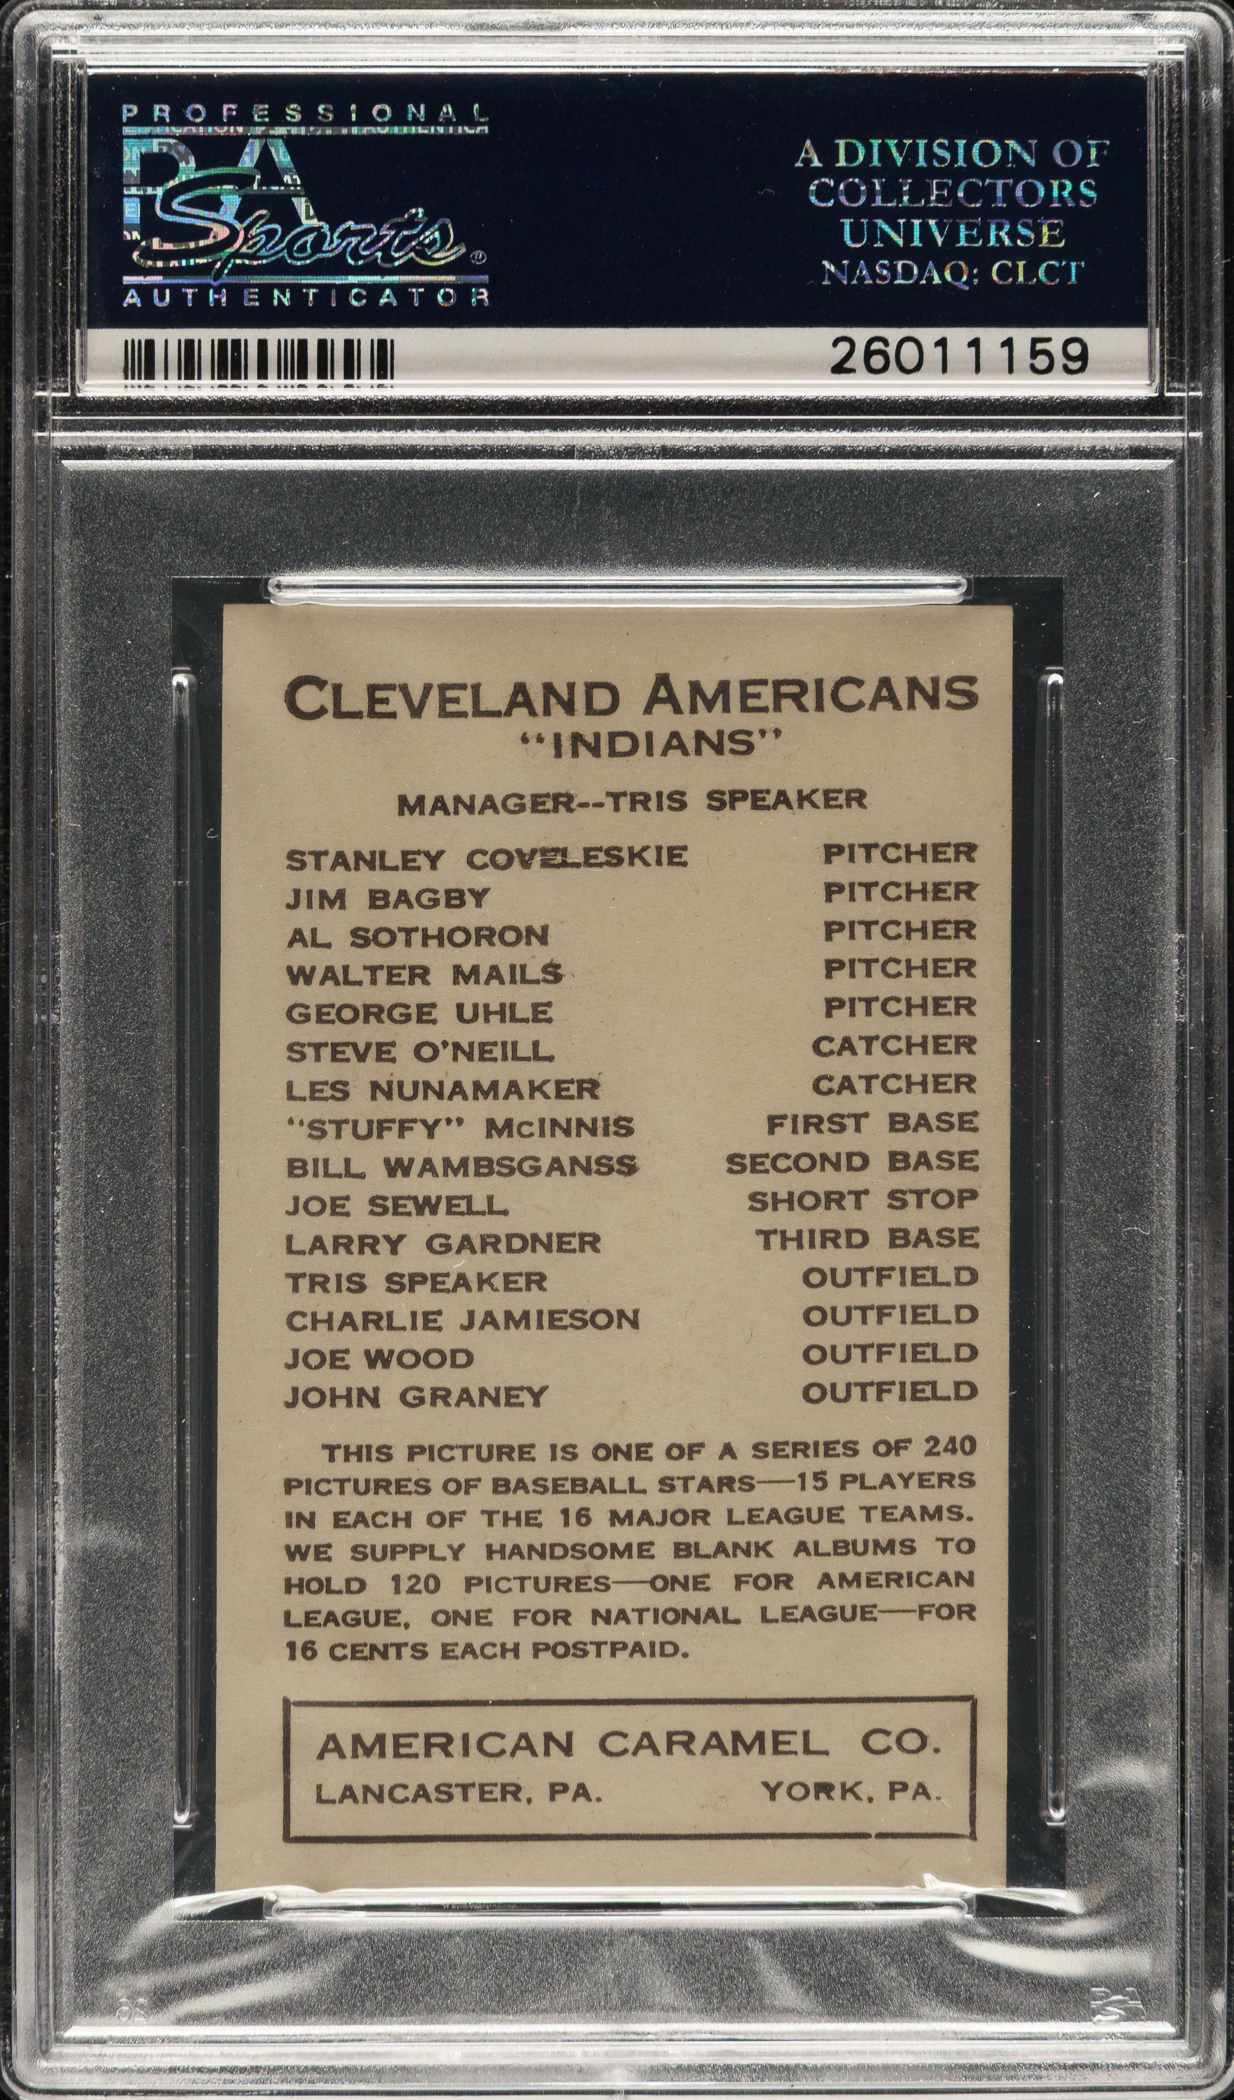 PROFESSIONAL
PSA
Sports®
AUTHENTICATOR
A DIVISION OF
COLLECTORS
UNIVERSE
NASDAQ: CLCT
26011159
CLEVELAND AMERICANS
"INDIANS"
MANAGER--TRIS SPEAKER
STANLEY COVELESKIE PITCHER
JIM BAGBY PITCHER
AL SOTHORON PITCHER
WALTER MAILS PITCHER
GEORGE UHLE PITCHER
STEVE O'NEILL CATCHER
LES NUNAMAKER CATCHER
"STUFFY" McINNIS FIRST BASE
BILL WAMBSGANSS SECOND BASE
JOE SEWELL SHORT STOP
LARRY GARDNER THIRD BASE
TRIS SPEAKER OUTFIELD
CHARLIE JAMIESON OUTFIELD
JOE WOOD OUTFIELD
JOHN GRANEY OUTFIELD
THIS PICTURE IS ONE OF A SERIES OF 240
PICTURES OF BASEBALL STARS—15 PLAYERS
IN EACH OF THE 16 MAJOR LEAGUE TEAMS.
WE SUPPLY HANDSOME BLANK ALBUMS TO
HOLD 120 PICTURES—ONE FOR AMERICAN
LEAGUE, ONE FOR NATIONAL LEAGUE—FOR
16 CENTS EACH POSTPAID.
AMERICAN CARAMEL CO.
LANCASTER, PA. YORK, PA.
PSA